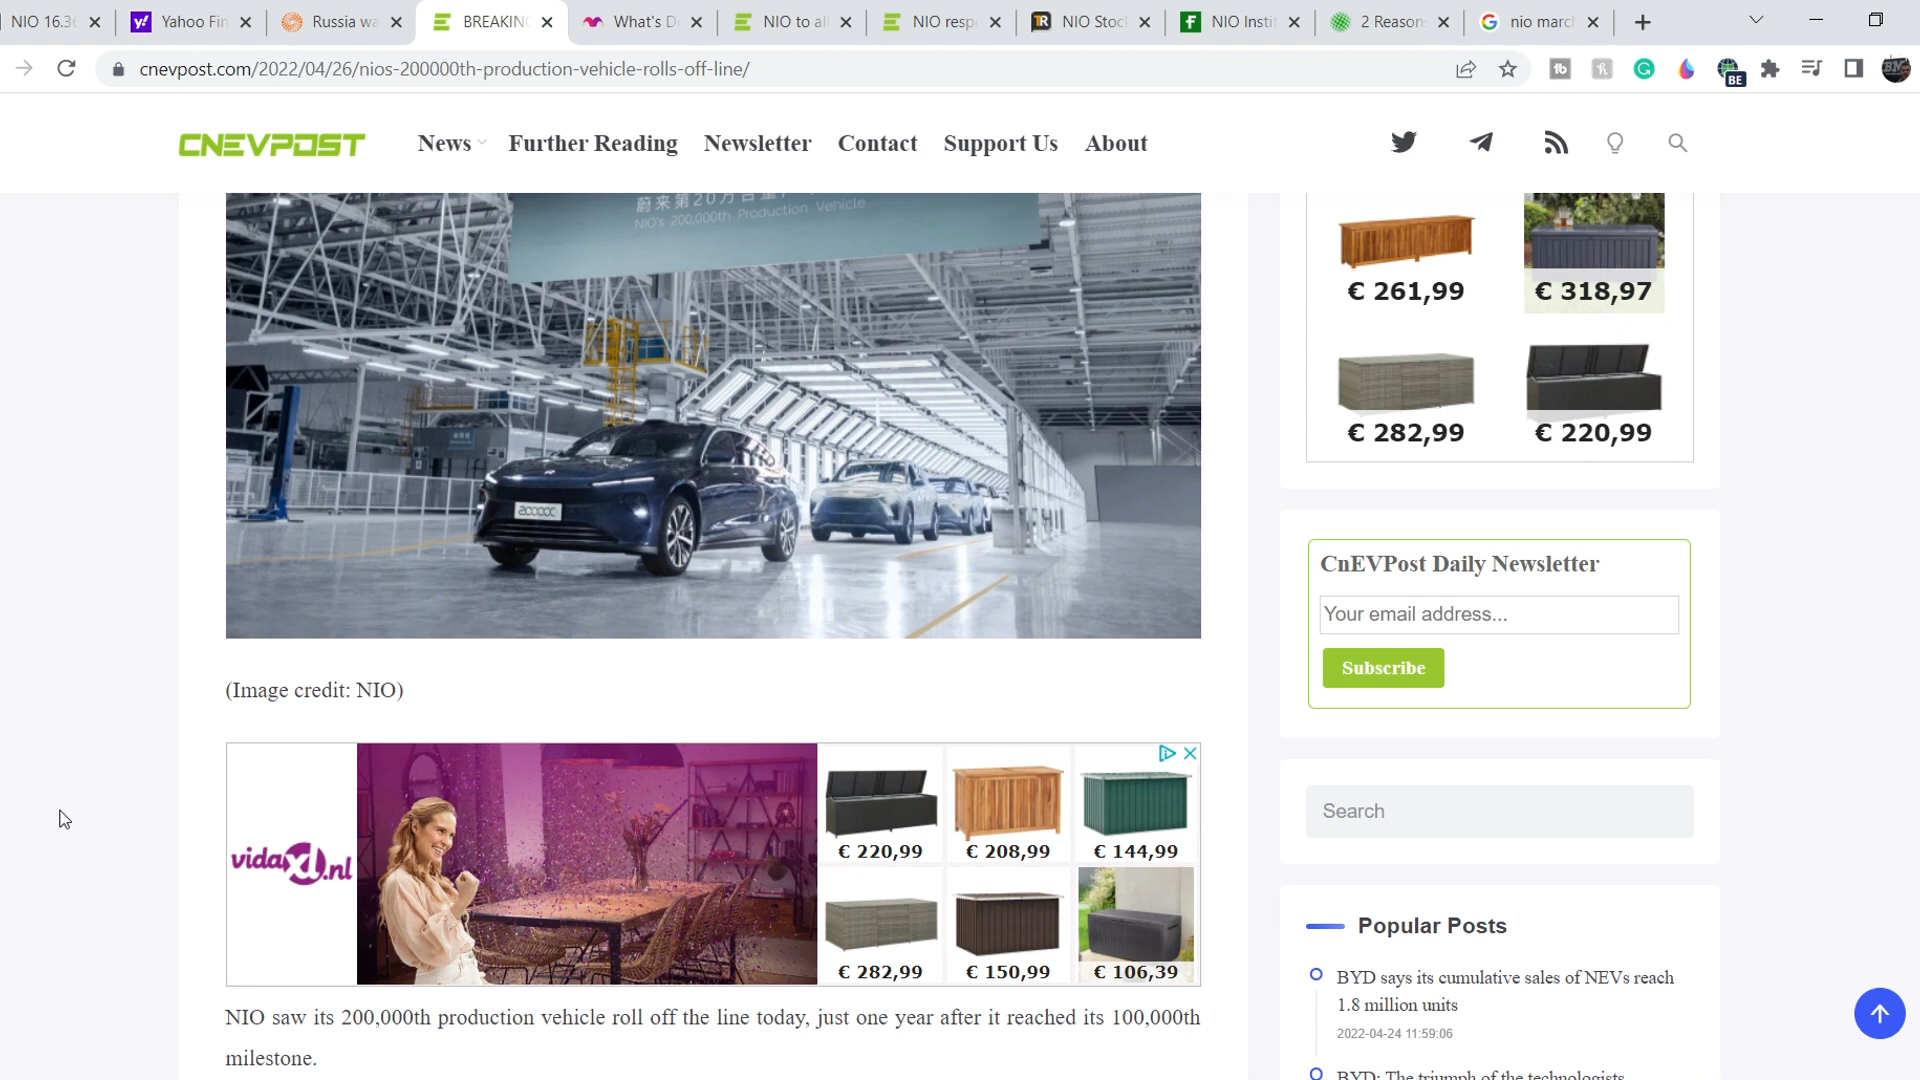 NIO 16.36
Yahoo Fin
Russia wa
BREAKING
What's D
NIO to all
NIO resp
NIO Stoc
NIO Instit
2 Reason
nio marc
cnevpost.com/2022/04/26/nios-200000th-production-vehicle-rolls-off-line/
BE
CNEVPOST
News
Further Reading
Newsletter
Contact
Support Us
About
蔚来第20万台量产
NIO's 200,000th Production Vehicle
200000
(Image credit: NIO)
vidaXL.nl
€ 220,99
€ 208,99
€ 144,99
€ 282,99
€ 150,99
€ 106,39
NIO saw its 200,000th production vehicle roll off the line today, just one year after it reached its 100,000th
milestone.
€ 261,99
€ 318,97
€ 282,99
€ 220,99
CnEVPost Daily Newsletter
Your email address...
Subscribe
Search
Popular Posts
BYD says its cumulative sales of NEVs reach
1.8 million units
2022-04-24 11:59:06
BYD: The triumph of the technologists